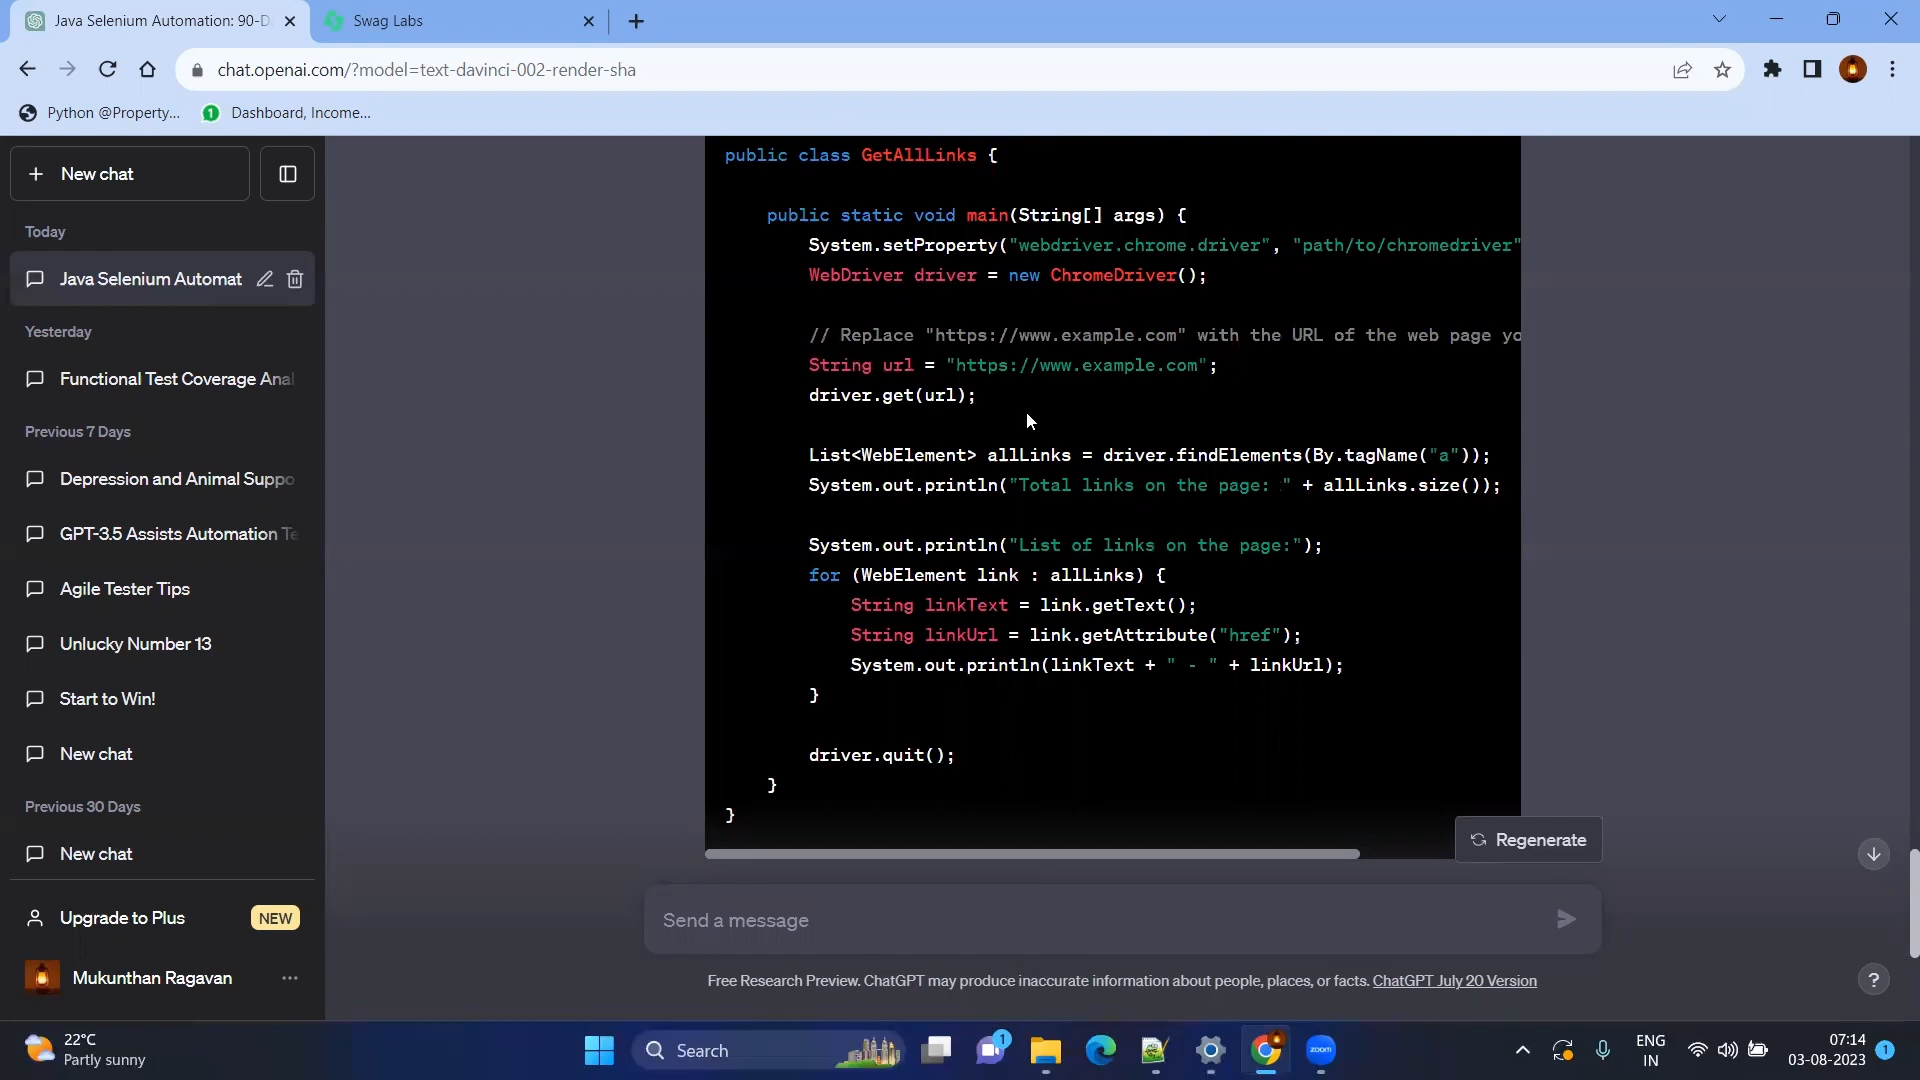 Java Selenium Automation: 90-D
Swag Labs
chat.openai.com/?model=text-davinci-002-render-sha
Python @Property...
1
Dashboard, Income...
New chat
Today
Java Selenium Automat
Yesterday
Functional Test Coverage Anal
Previous 7 Days
Depression and Animal Suppo
GPT-3.5 Assists Automation Te
Agile Tester Tips
Unlucky Number 13
Start to Win!
New chat
Previous 30 Days
New chat
Upgrade to Plus
NEW
Mukunthan Ragavan
public class GetAllLinks {
public static void main(String[] args) {
System.setProperty("webdriver.chrome.driver", "path/to/chromedriver"
WebDriver driver = new ChromeDriver();
// Replace "https://www.example.com" with the URL of the web page yo
String url = "https://www.example.com";
driver.get(url);
List<WebElement> allLinks = driver.findElements(By.tagName("a"));
System.out.println("Total links on the page: " + allLinks.size());
System.out.println("List of links on the page:");
for (WebElement link : allLinks) {
String linkText = link.getText();
String linkUrl = link.getAttribute("href");
System.out.println(linkText + " - " + linkUrl);
}
driver.quit();
}
}
Regenerate
Send a message
Free Research Preview. ChatGPT may produce inaccurate information about people, places, or facts. ChatGPT July 20 Version
?
22°C
Partly sunny
Search
1
zoom
ENG
IN
07:14
03-08-2023
1